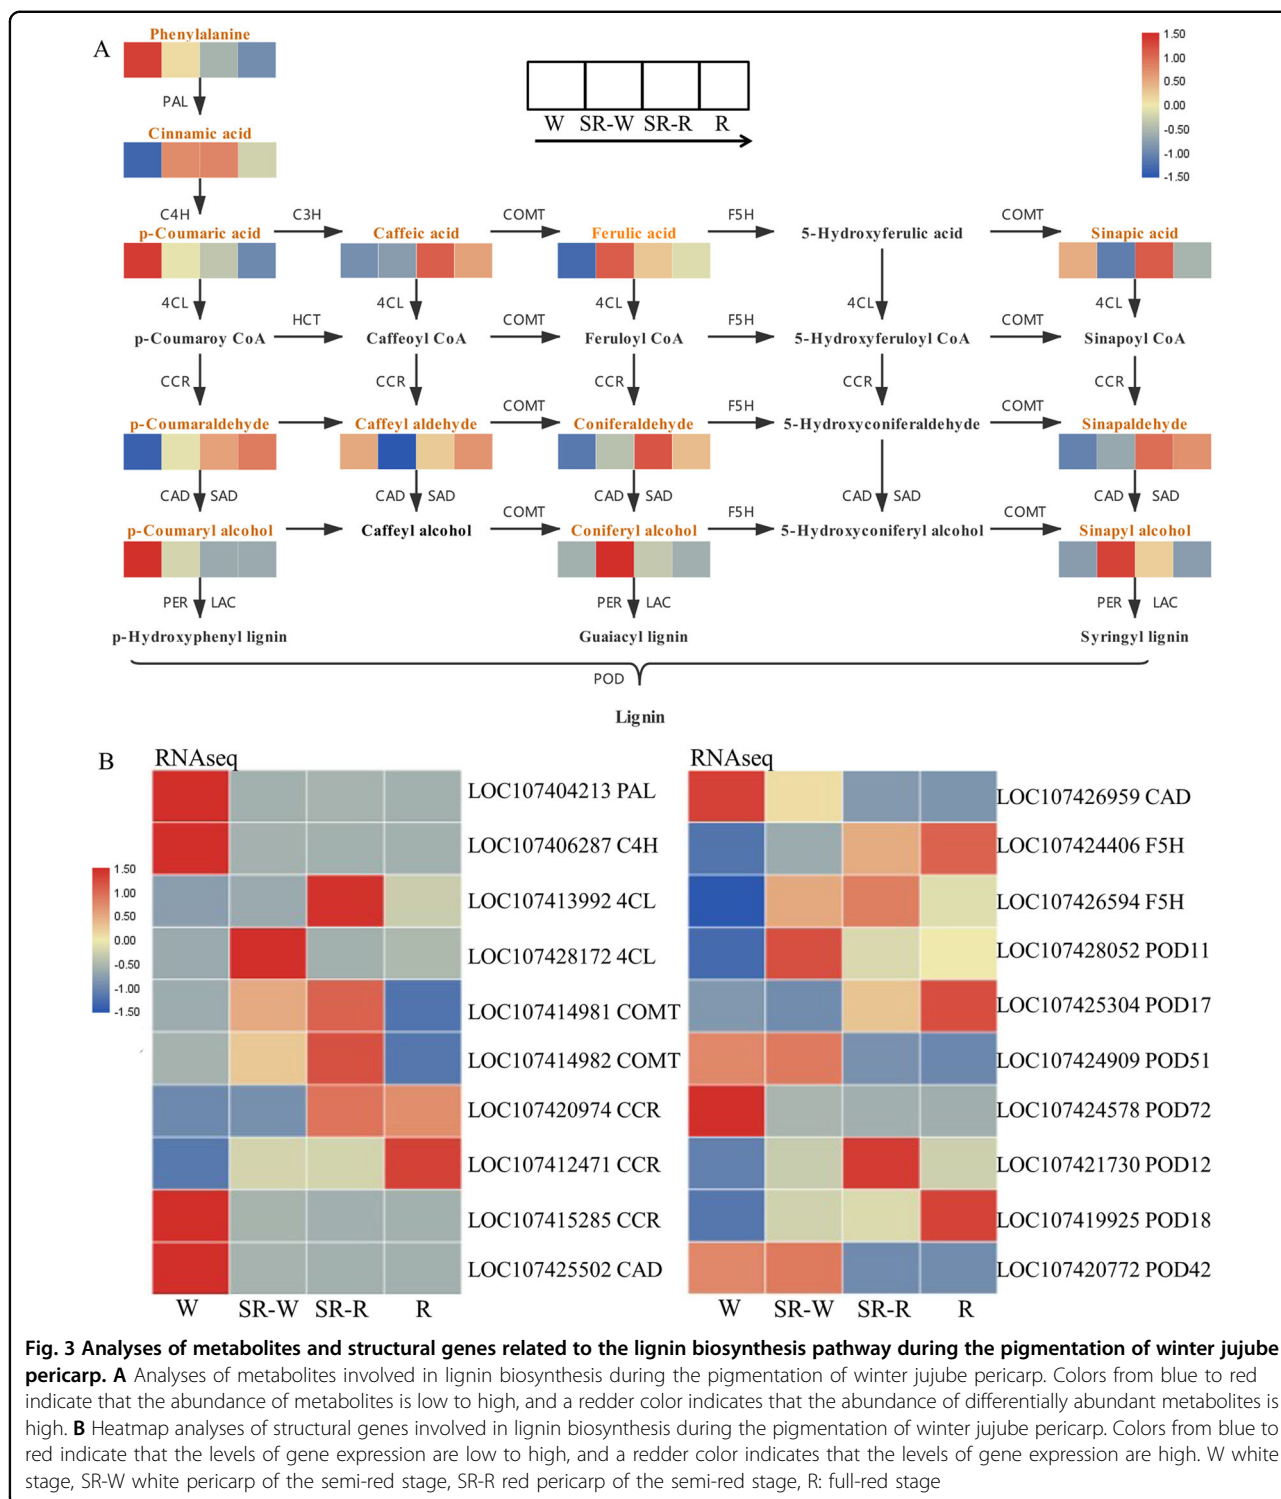 A
Phenylalanine
PAL
Cinnamic acid
W SR-W SR-R R
1.50
1.00
0.50
0.00
-0.50
-1.00
-1.50
C4H C3H COMT F5H COMT
p-Coumaric acid Caffeic acid Ferulic acid 5-Hydroxyferulic acid Sinapic acid
4CL 4CL 4CL 4CL 4CL
HCT COMT F5H COMT
p-Coumaroy CoA Caffeoyl CoA Feruloyl CoA 5-Hydroxyferuloyl CoA Sinapoyl CoA
CCR CCR CCR CCR CCR
COMT F5H COMT
p-Coumaraldehyde Caffeyl aldehyde Coniferaldehyde 5-Hydroxyconiferaldehyde Sinapaldehyde
CAD SAD CAD SAD CAD SAD CAD SAD CAD SAD
COMT F5H COMT
p-Coumaryl alcohol Caffeyl alcohol Coniferyl alcohol 5-Hydroxyconiferyl alcohol Sinapyl alcohol
PER LAC PER LAC PER LAC
p-Hydroxyphenyl lignin Guaiacyl lignin Syringyl lignin
POD
Lignin
B
RNAseq
1.50
1.00
0.50
0.00
-0.50
-1.00
-1.50
LOC107404213 PAL
LOC107406287 C4H
LOC107413992 4CL
LOC107428172 4CL
LOC107414981 COMT
LOC107414982 COMT
LOC107420974 CCR
LOC107412471 CCR
LOC107415285 CCR
LOC107425502 CAD
W SR-W SR-R R
RNAseq
LOC107426959 CAD
LOC107424406 F5H
LOC107426594 F5H
LOC107428052 POD11
LOC107425304 POD17
LOC107424909 POD51
LOC107424578 POD72
LOC107421730 POD12
LOC107419925 POD18
LOC107420772 POD42
W SR-W SR-R R
Fig. 3 Analyses of metabolites and structural genes related to the lignin biosynthesis pathway during the pigmentation of winter jujube
pericarp. A Analyses of metabolites involved in lignin biosynthesis during the pigmentation of winter jujube pericarp. Colors from blue to red
indicate that the abundance of metabolites is low to high, and a redder color indicates that the abundance of differentially abundant metabolites is
high. B Heatmap analyses of structural genes involved in lignin biosynthesis during the pigmentation of winter jujube pericarp. Colors from blue to
red indicate that the levels of gene expression are low to high, and a redder color indicates that the levels of gene expression are high. W white
stage, SR-W white pericarp of the semi-red stage, SR-R red pericarp of the semi-red stage, R: full-red stage